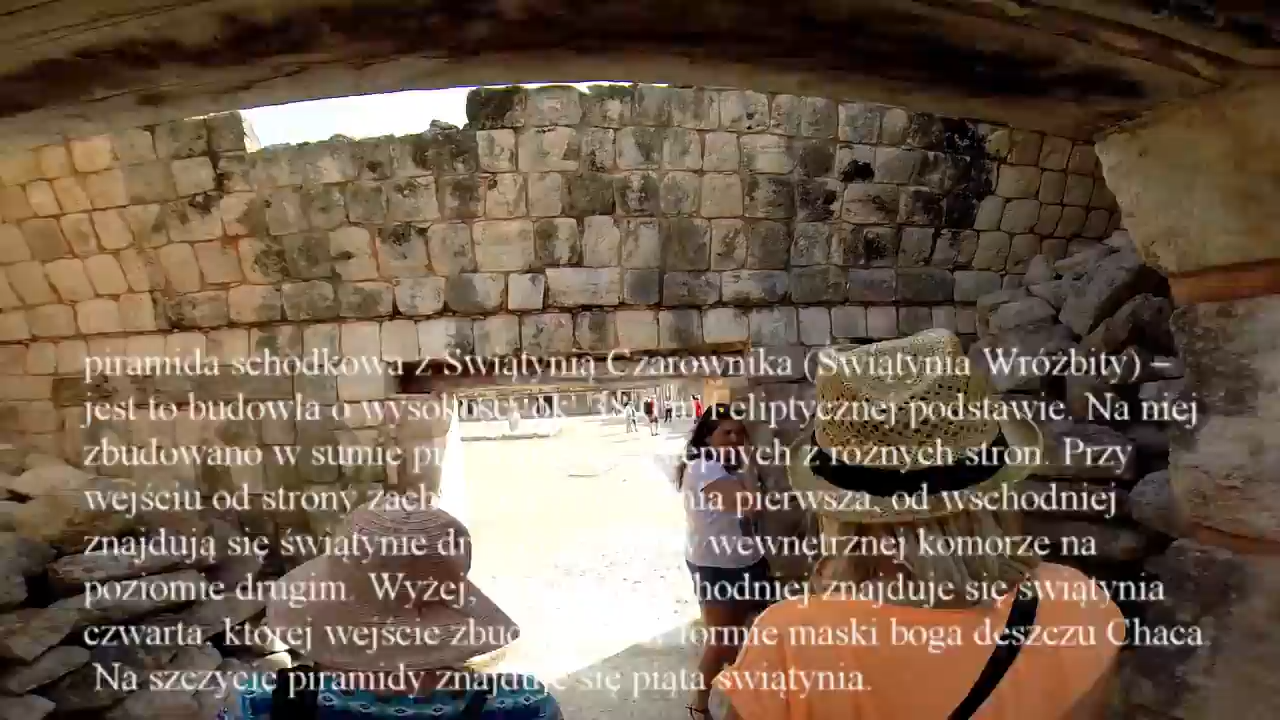 piramida schodkowa z Świątynią Czarownika (Świątynia Wróżbity) –
jest to budowla o wysokości ok. eliptycznej podstawie. Na niej
zbudowano w sumie z różnych stron. Przy
wejściu od strony pierwsza, od wschodniej
znajdują się świątynie wewnętrznej komorze na
poziomie drugim. Wyżej, znajduje się świątynia
czwarta, której wejście formie maski boga deszczu Chaca.
Na szczycie piramidy znajduje się piąta świątynia.